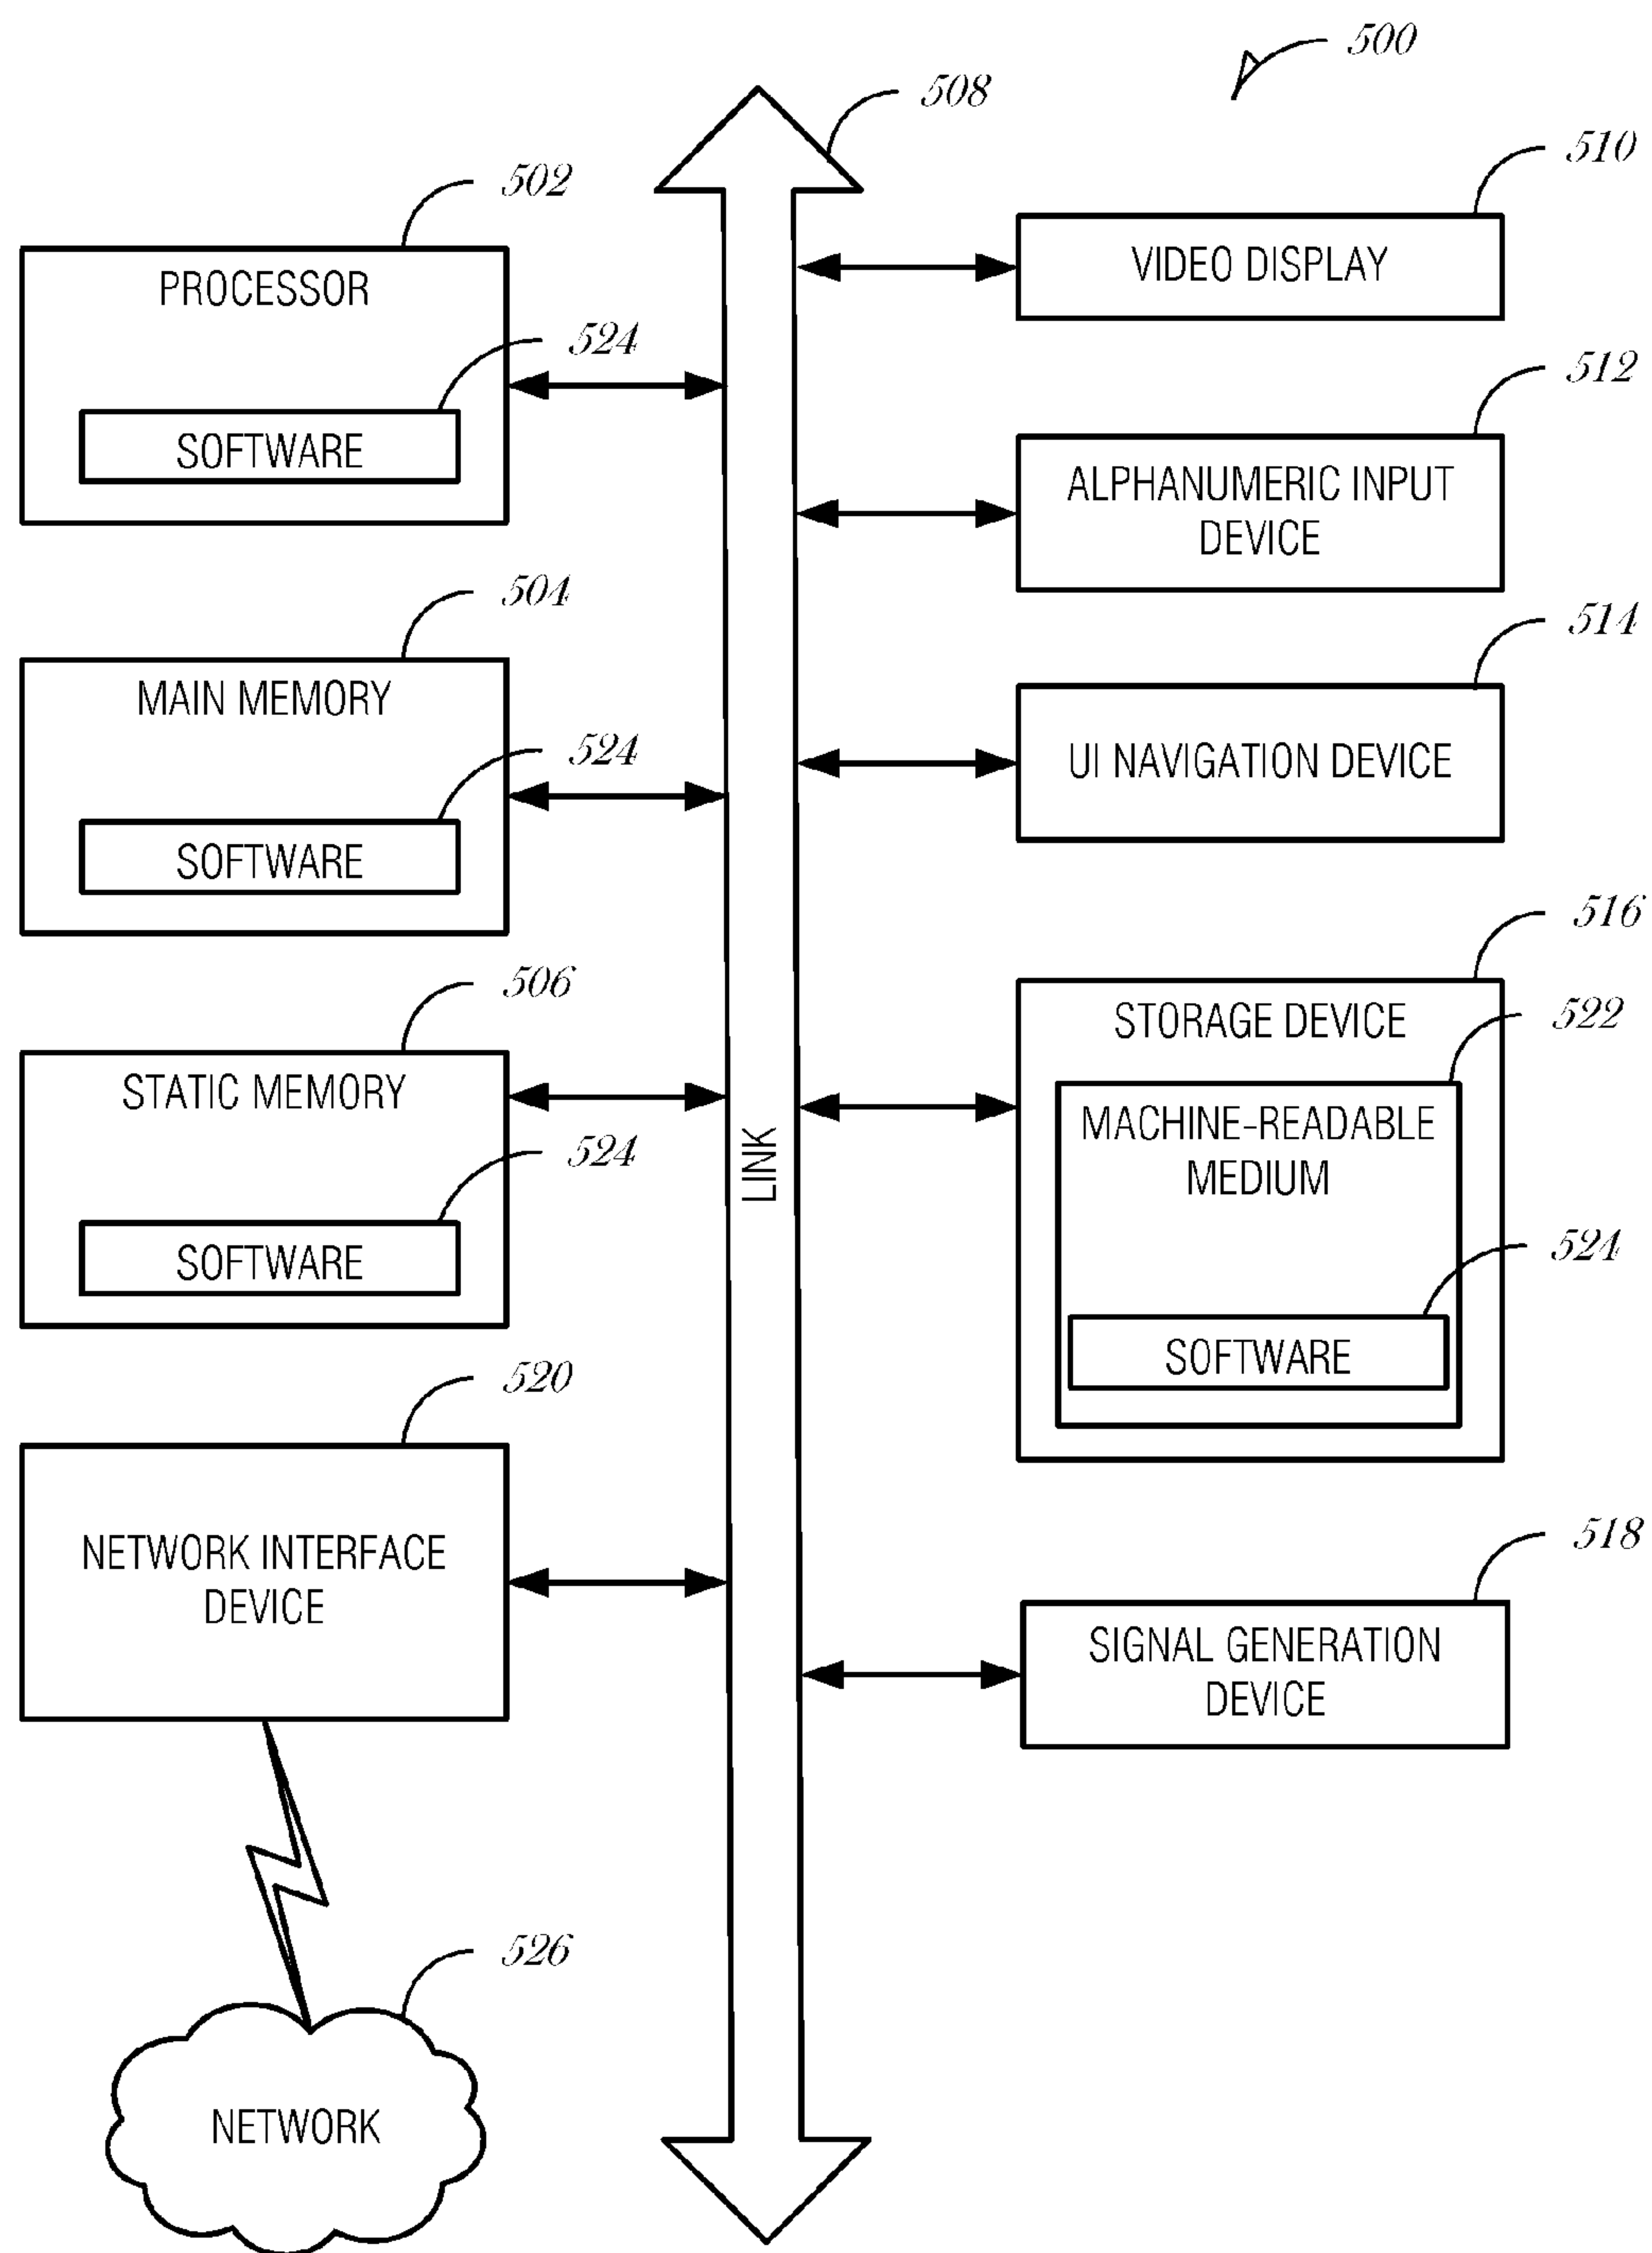 500
508
502
PROCESSOR
524
SOFTWARE
504
MAIN MEMORY
524
SOFTWARE
506
STATIC MEMORY
524
SOFTWARE
520
NETWORK INTERFACE
DEVICE
526
NETWORK
LINK
510
VIDEO DISPLAY
512
ALPHANUMERIC INPUT
DEVICE
514
UI NAVIGATION DEVICE
516
STORAGE DEVICE
522
MACHINE-READABLE
MEDIUM
524
SOFTWARE
518
SIGNAL GENERATION
DEVICE